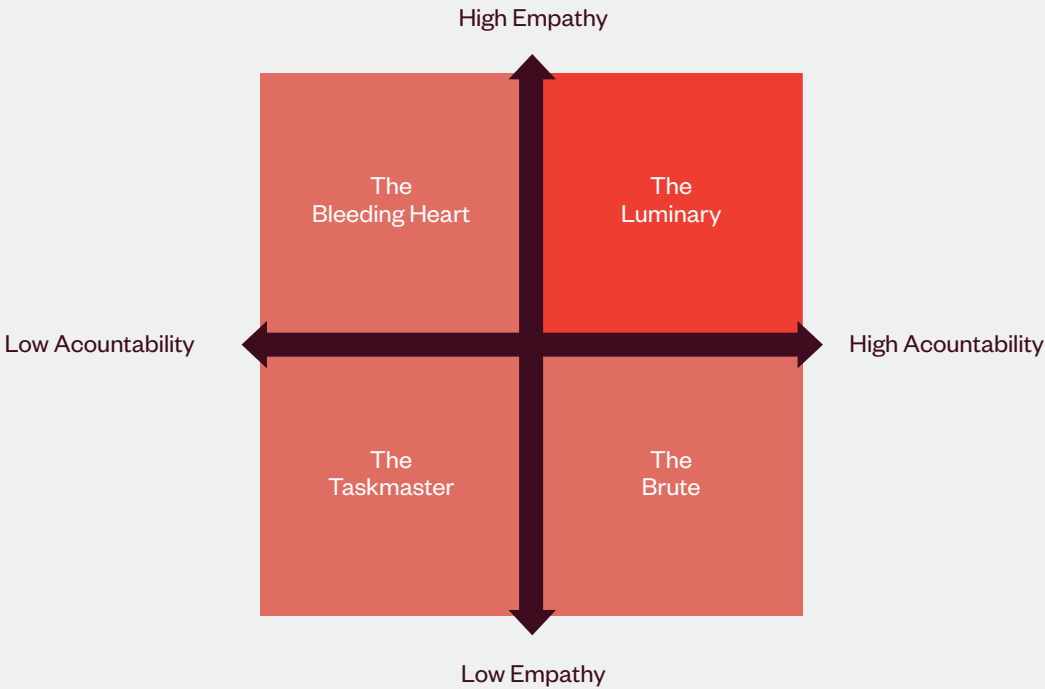 High Empathy
The
Bleeding Heart
The
Luminary
Low Acountability
High Acountability
The
Taskmaster
The
Brute
Low Empathy